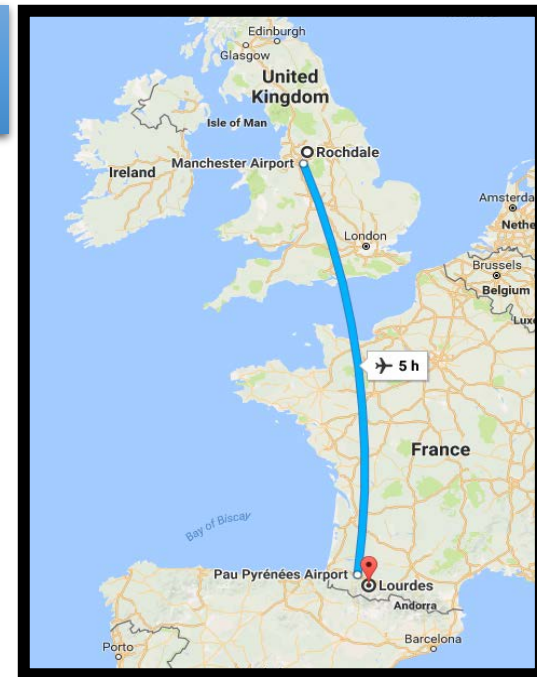 Edinburgh
Glasgow
United
Kingdom
Isle of Man
Rochdale
Manchester Airport
Ireland
Amsterda
London
Nethe
Brussels
Belgium
Luxe
5 h
France
Bay of Biscay
Pau Pyrénées Airport
Lourdes
Andorra
Barcelona
Porto